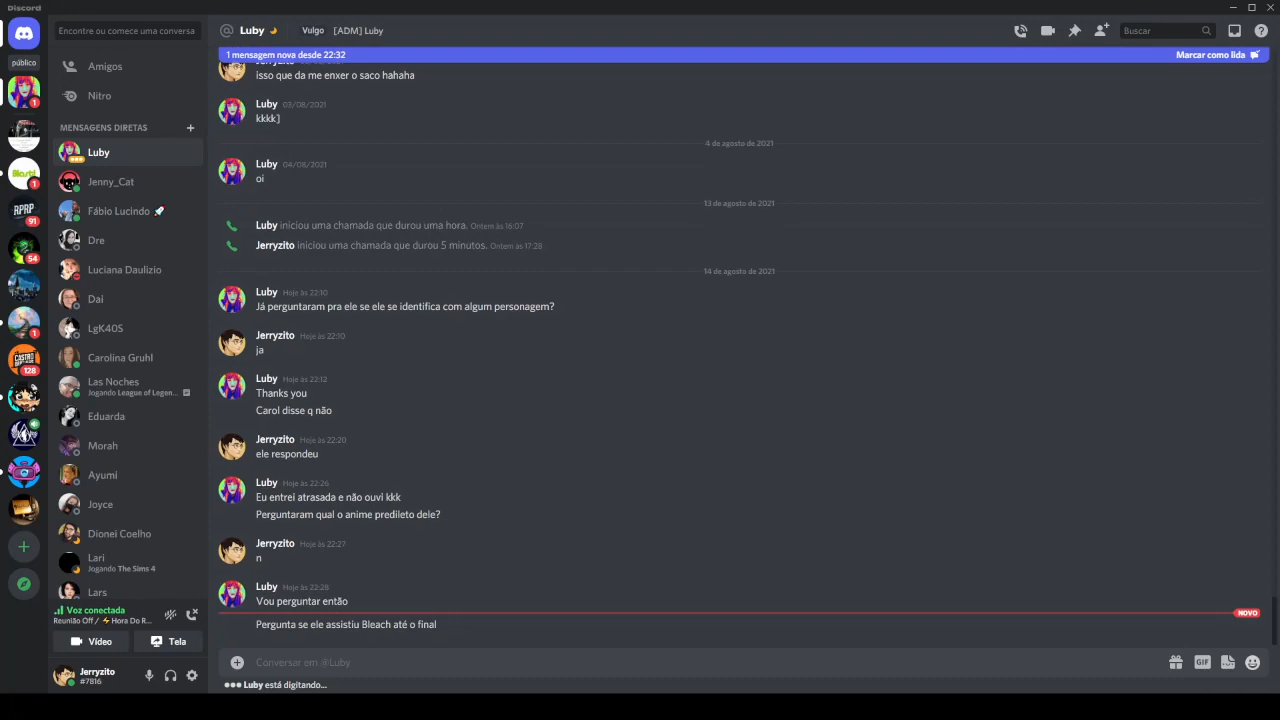 Discord
público
1
1
RPRP
91
54
1
CASTRO
128
Encontre ou comece uma conversa
Amigos
Nitro
MENSAGENS DIRETAS +
Luby
Jenny_Cat
Fábio Lucindo 🚀
Dre
Luciana Daulizio
Dai
LgK40S
Carolina Gruhl
Las Noches
Jogando League of Legen...
Eduarda
Morah
Ayumi
Joyce
Dionei Coelho
Lari
Jogando The Sims 4
Lars
Voz conectada
Reunião Off / ⚡Hora Do R...
Vídeo
Tela
Jerryzito
#7816
@ Luby Vulgo [ADM] Luby
Buscar
1 mensagem nova desde 22:32
Marcar como lida
isso que da me enxer o saco hahaha
Luby 03/08/2021
kkkk]
4 de agosto de 2021
Luby 04/08/2021
oi
13 de agosto de 2021
Luby iniciou uma chamada que durou uma hora. Ontem às 16:07
Jerryzito iniciou uma chamada que durou 5 minutos. Ontem às 17:28
14 de agosto de 2021
Luby Hoje às 22:10
Já perguntaram pra ele se ele se identifica com algum personagem?
Jerryzito Hoje às 22:10
ja
Luby Hoje às 22:12
Thanks you
Carol disse q não
Jerryzito Hoje às 22:20
ele respondeu
Luby Hoje às 22:26
Eu entrei atrasada e não ouvi kkk
Perguntaram qual o anime predileto dele?
Jerryzito Hoje às 22:27
n
Luby Hoje às 22:28
Vou perguntar então
NOVO
Pergunta se ele assistiu Bleach até o final
Conversar em @Luby
GIF
Luby está digitando...